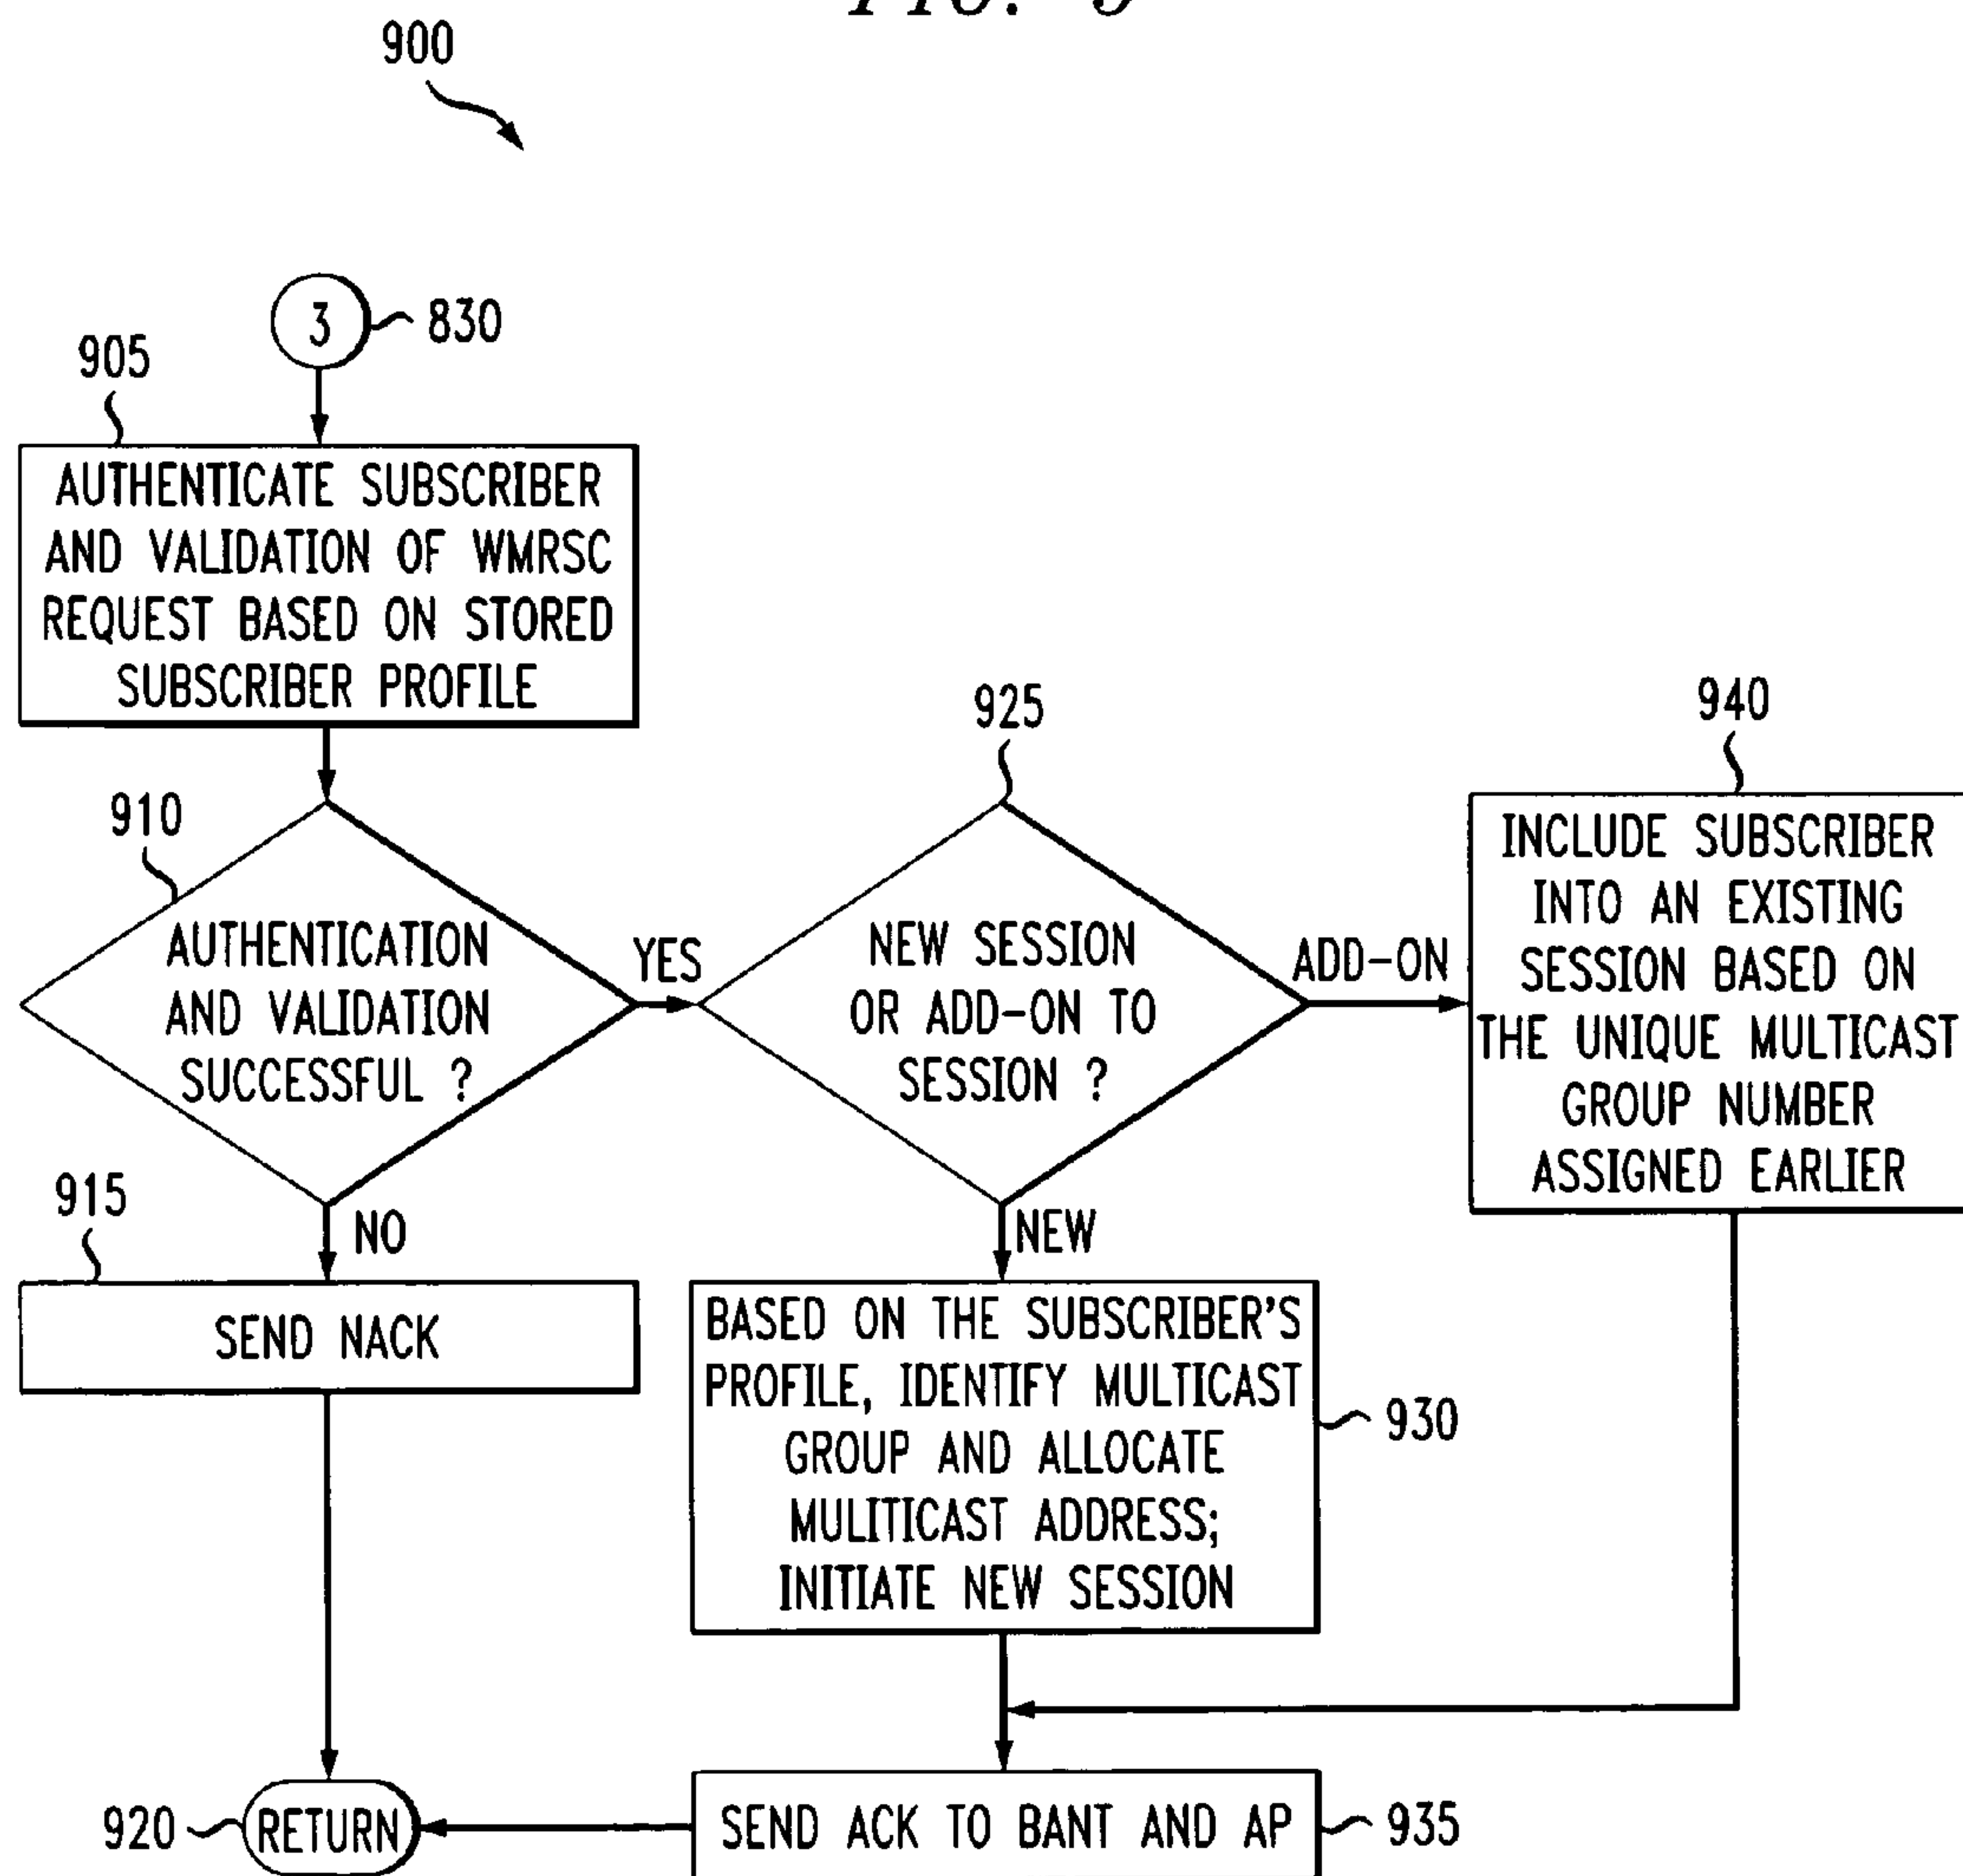 FIG. 9
900
3
830
905
AUTHENTICATE SUBSCRIBER
AND VALIDATION OF WMRSC
REQUEST BASED ON STORED
SUBSCRIBER PROFILE
910
AUTHENTICATION
AND VALIDATION
SUCCESSFUL ?
YES
NO
915
SEND NACK
925
NEW SESSION
OR ADD-ON TO
SESSION ?
ADD-ON
NEW
940
INCLUDE SUBSCRIBER
INTO AN EXISTING
SESSION BASED ON
THE UNIQUE MULTICAST
GROUP NUMBER
ASSIGNED EARLIER
BASED ON THE SUBSCRIBER'S
PROFILE, IDENTIFY MULTICAST
GROUP AND ALLOCATE
MULITICAST ADDRESS;
INITIATE NEW SESSION
930
920
RETURN
SEND ACK TO BANT AND AP
935